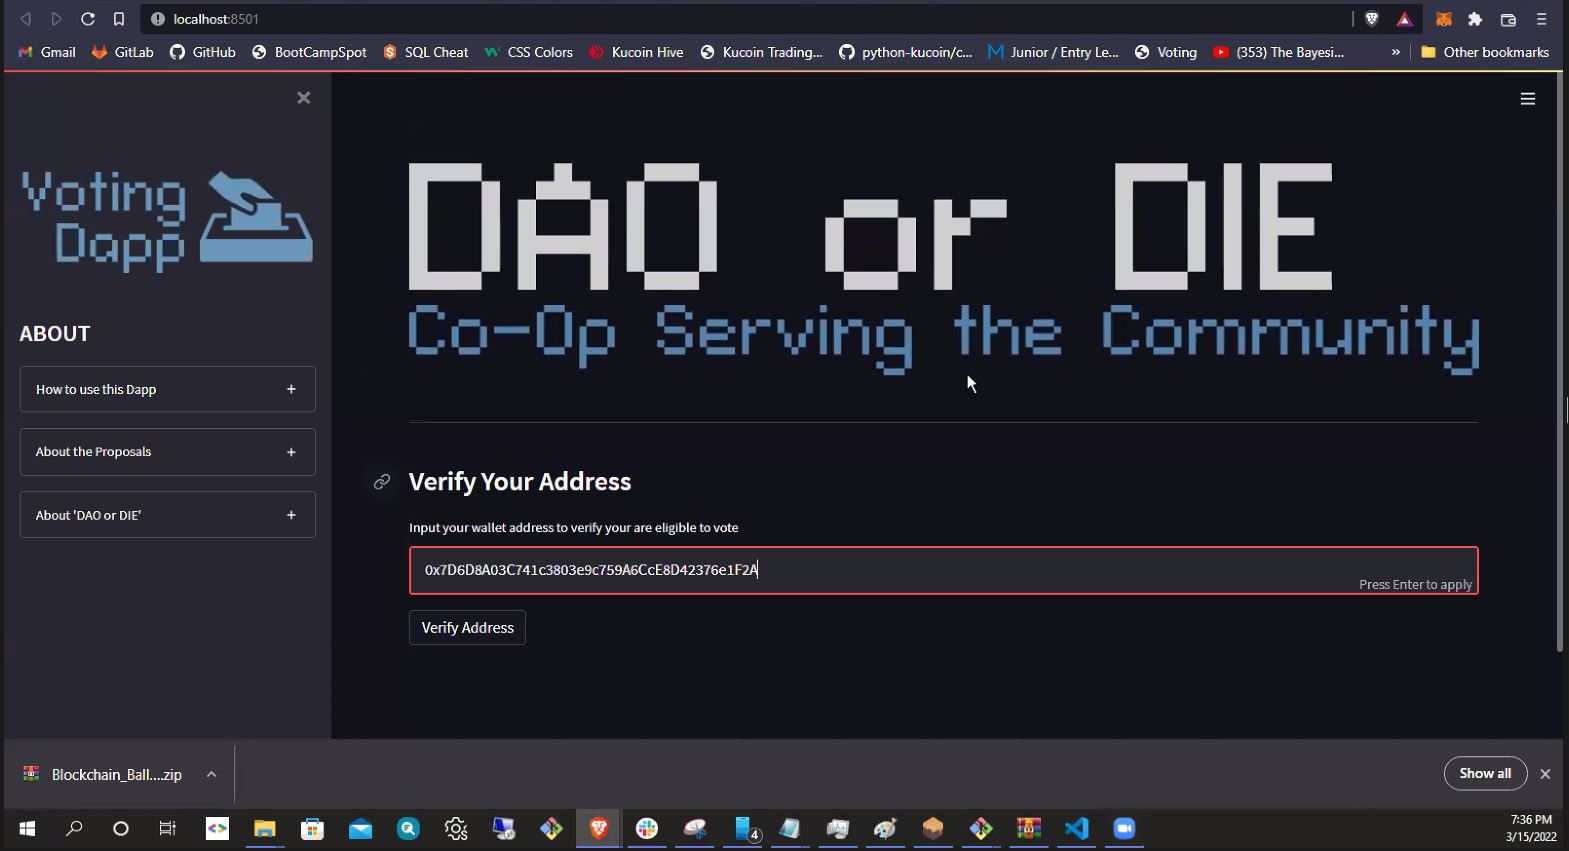 localhost:8501
Gmail GitLab GitHub BootCampSpot SQL Cheat CSS Colors Kucoin Hive Kucoin Trading... python-kucoin/c... Junior / Entry Le... Voting (353) The Bayesi... » Other bookmarks
Voting
Dapp
ABOUT
How to use this Dapp +
About the Proposals +
About 'DAO or DIE' +
DAO or DIE
Co-Op Serving the Community
Verify Your Address
Input your wallet address to verify your are eligible to vote
0x7D6D8A03C741c3803e9c759A6CcE8D42376e1F2A
Press Enter to apply
Verify Address
Blockchain_Ball....zip
Show all
4
7:36 PM
3/15/2022